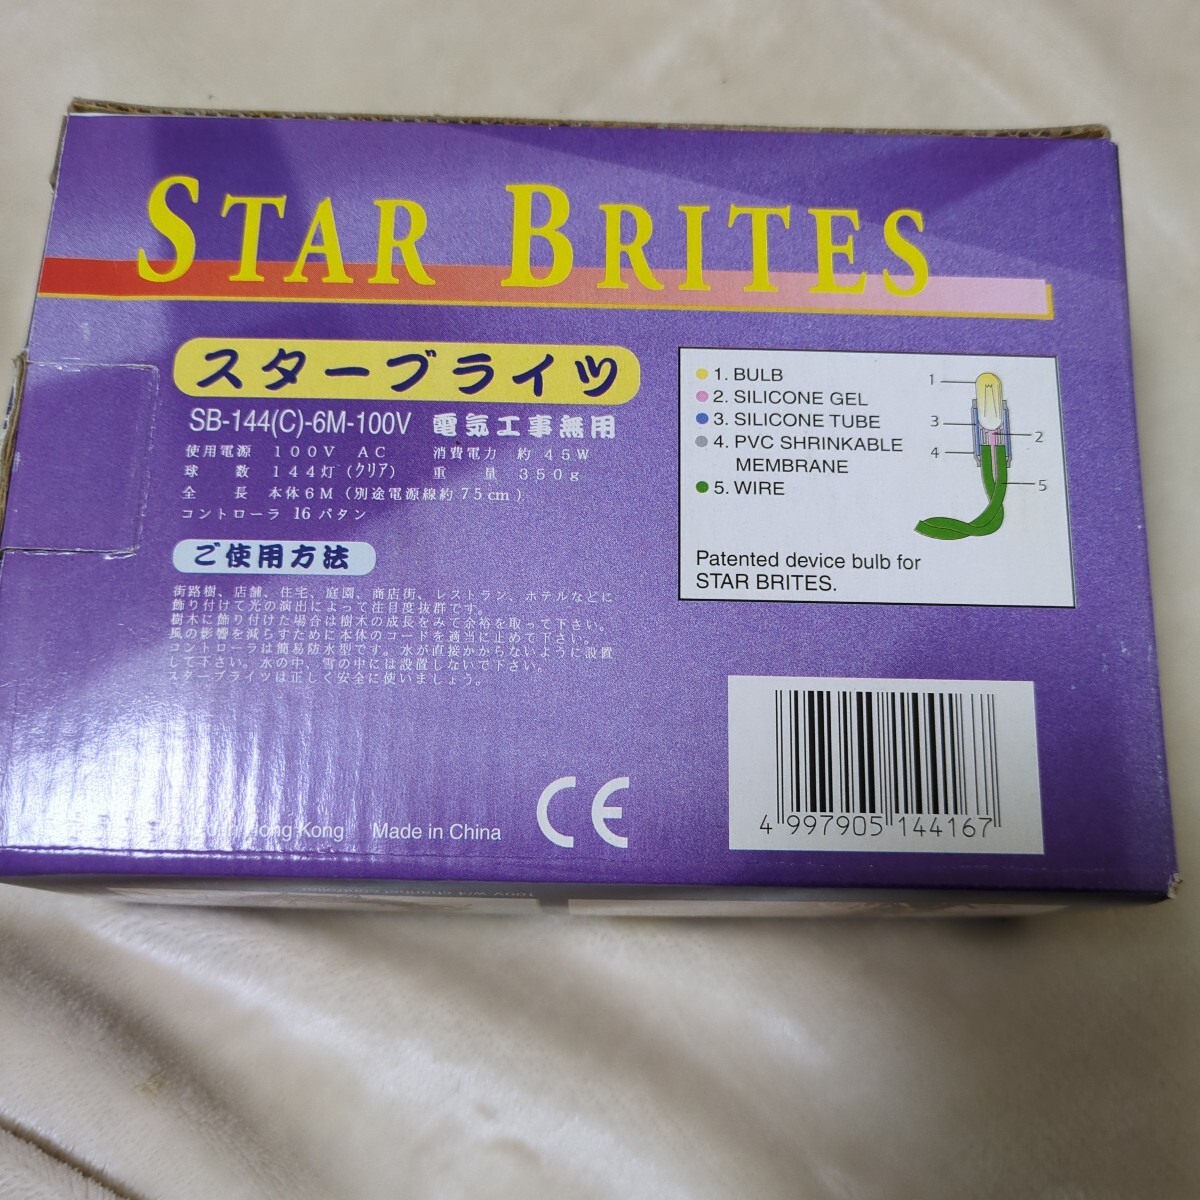 STAR BRITES
スターブライツ
SB-144(C)-6M-100V 電気工事無用
使用電源 100V AC 消費電力 約45W
球数 144灯(クリア) 重量 350g
全長 本体6M(別途電源線約75cm)
コントローラ 16パタン
ご使用方法
街路樹、店舗、住宅、庭園、商店街、レストラン、ホテルなどに
飾り付けて光の演出によって注目度抜群です。
樹木に飾り付けた場合は樹木の成長をみて余裕を取って下さい。
風の影響を減らすために本体のコードを適当に止めて下さい。
コントローラは簡易防水型です。水が直接かからないように設置
して下さい。水の中、雪の中には設置しないで下さい。
スターブライツは正しく安全に使いましょう。
1. BULB
2. SILICONE GEL
3. SILICONE TUBE
4. PVC SHRINKABLE
MEMBRANE
5. WIRE
1
3
2
4
5
Patented device bulb for
STAR BRITES.
in Hong Kong Made in China
CE
4 997905 144167